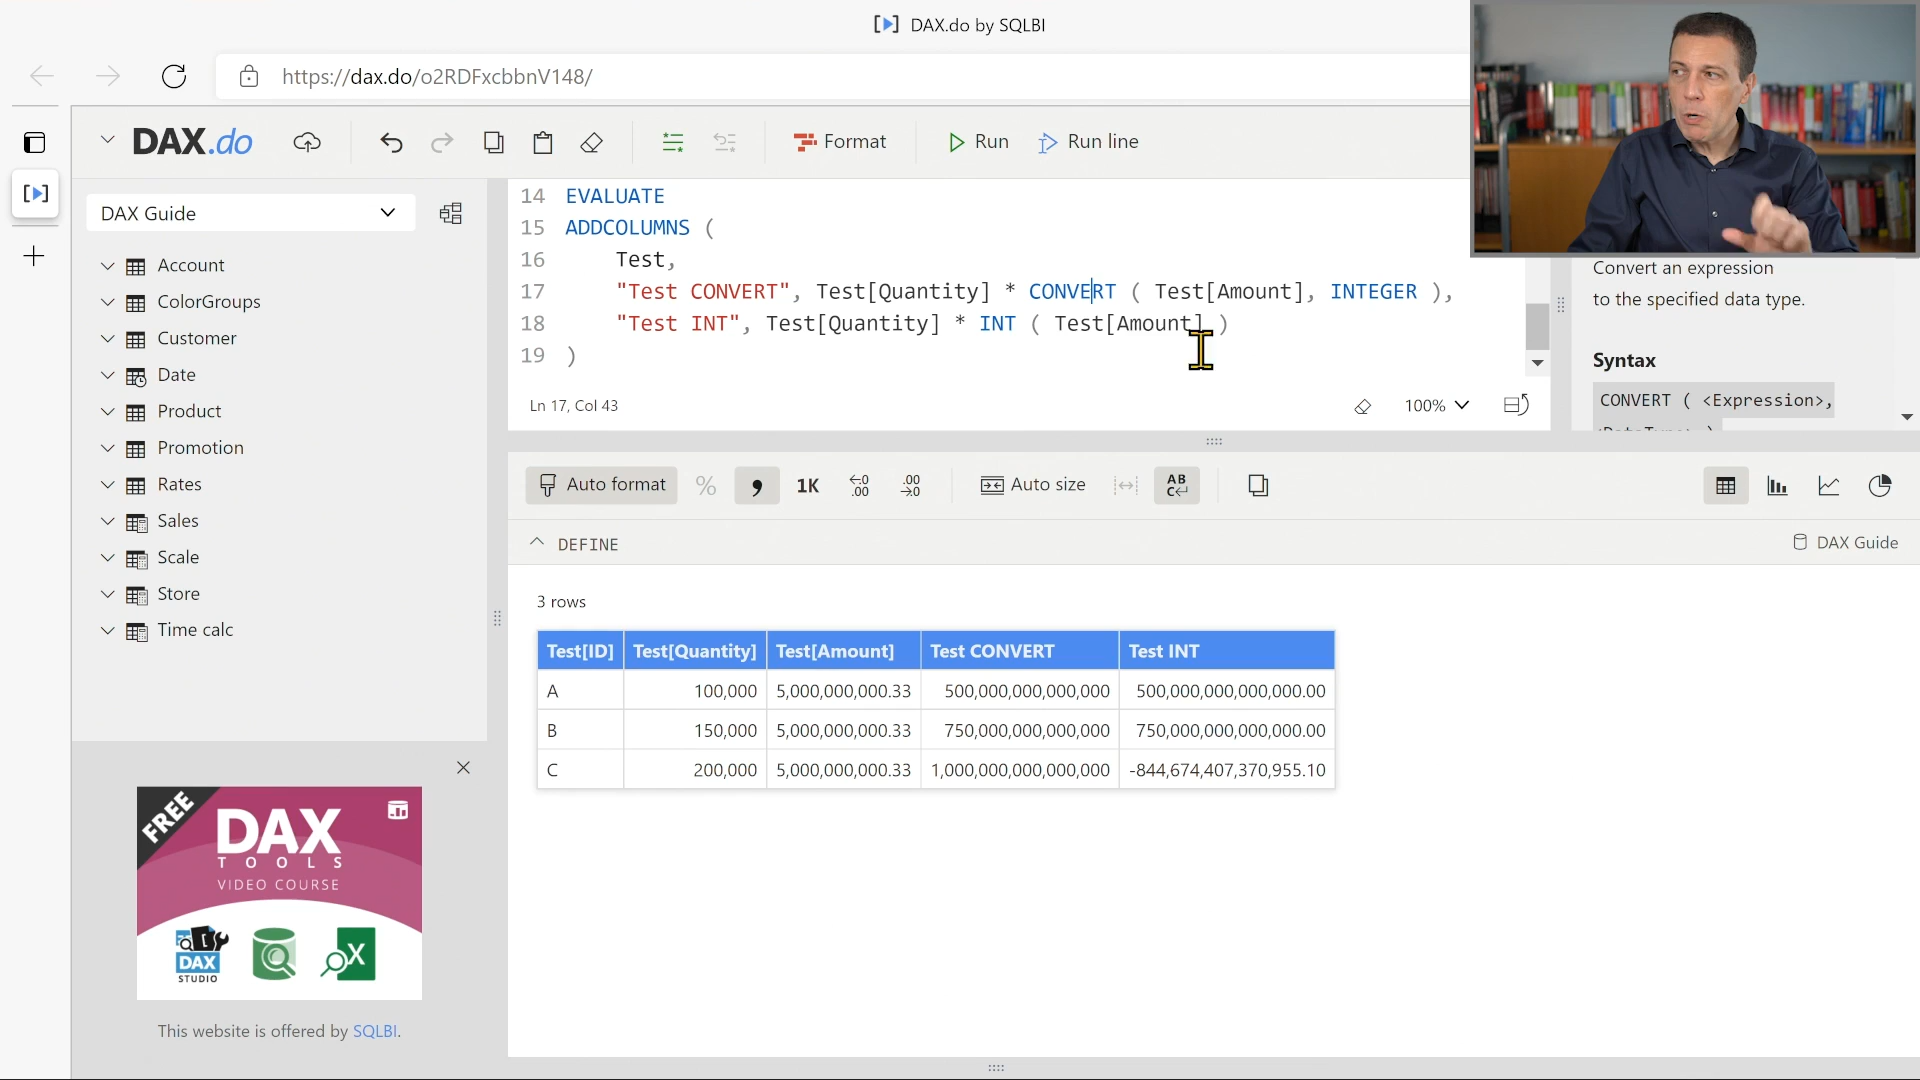 DAX.do by SQLBI
https://dax.do/o2RDFxcbbnV148/
DAX.do
Format
Run
Run line
DAX Guide
Account
ColorGroups
Customer
Date
Product
Promotion
Rates
Sales
Scale
Store
Time calc
14 EVALUATE
15 ADDCOLUMNS (
16 Test,
17 "Test CONVERT", Test[Quantity] * CONVERT ( Test[Amount], INTEGER ),
18 "Test INT", Test[Quantity] * INT ( Test[Amount] )
19 )
Ln 17, Col 43
100%
Convert an expression
to the specified data type.
Syntax
CONVERT ( <Expression>,
Auto format
%
,
1K
←0 .00
.00 →0
Auto size
AB
C
DEFINE
DAX Guide
3 rows
Test[ID] Test[Quantity] Test[Amount] Test CONVERT Test INT
A 100,000 5,000,000,000.33 500,000,000,000,000 500,000,000,000,000.00
B 150,000 5,000,000,000.33 750,000,000,000,000 750,000,000,000,000.00
C 200,000 5,000,000,000.33 1,000,000,000,000,000 -844,674,407,370,955.10
FREE
DAX
TOOLS
VIDEO COURSE
DAX
STUDIO
X
This website is offered by SQLBI.